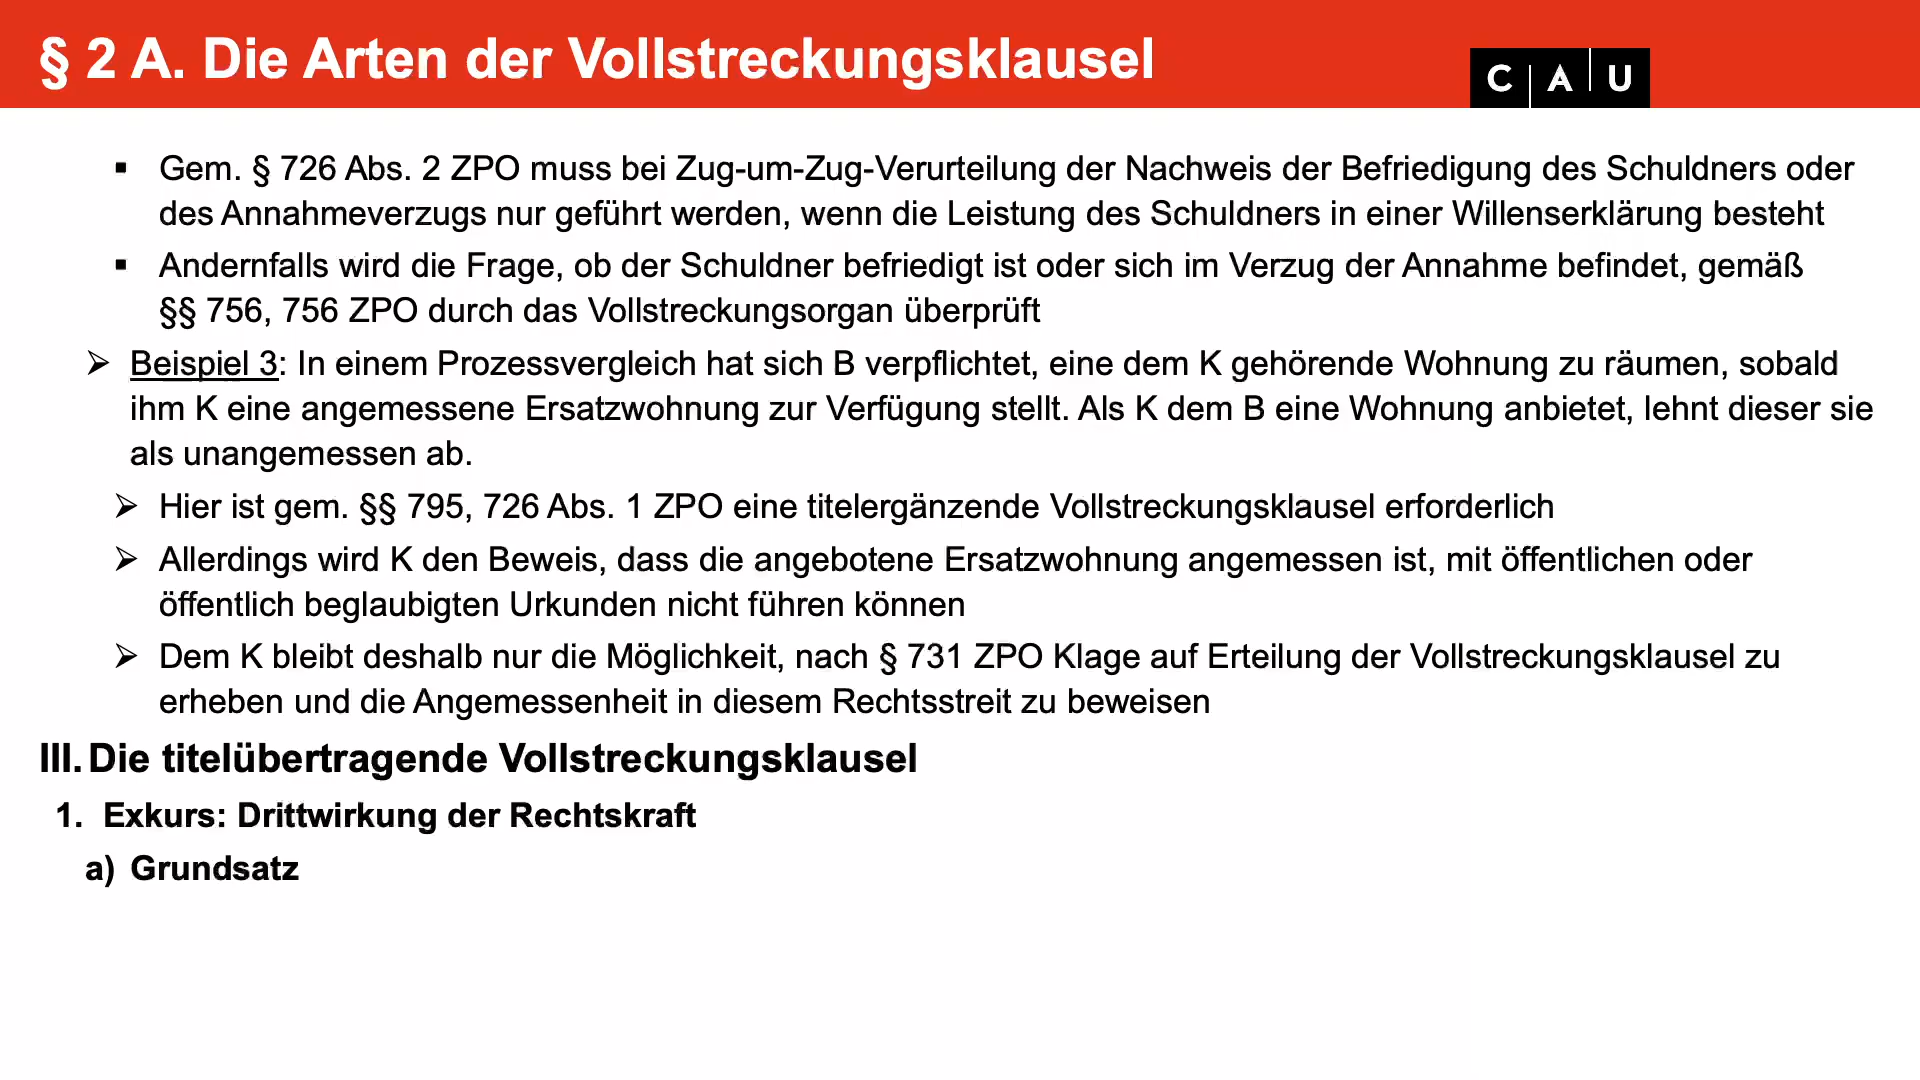 § 2 A. Die Arten der Vollstreckungsklausel
C A U
▪ Gem. § 726 Abs. 2 ZPO muss bei Zug-um-Zug-Verurteilung der Nachweis der Befriedigung des Schuldners oder
des Annahmeverzugs nur geführt werden, wenn die Leistung des Schuldners in einer Willenserklärung besteht
▪ Andernfalls wird die Frage, ob der Schuldner befriedigt ist oder sich im Verzug der Annahme befindet, gemäß
§§ 756, 756 ZPO durch das Vollstreckungsorgan überprüft
➢ Beispiel 3: In einem Prozessvergleich hat sich B verpflichtet, eine dem K gehörende Wohnung zu räumen, sobald
ihm K eine angemessene Ersatzwohnung zur Verfügung stellt. Als K dem B eine Wohnung anbietet, lehnt dieser sie
als unangemessen ab.
➢ Hier ist gem. §§ 795, 726 Abs. 1 ZPO eine titelergänzende Vollstreckungsklausel erforderlich
➢ Allerdings wird K den Beweis, dass die angebotene Ersatzwohnung angemessen ist, mit öffentlichen oder
öffentlich beglaubigten Urkunden nicht führen können
➢ Dem K bleibt deshalb nur die Möglichkeit, nach § 731 ZPO Klage auf Erteilung der Vollstreckungsklausel zu
erheben und die Angemessenheit in diesem Rechtsstreit zu beweisen
III. Die titelübertragende Vollstreckungsklausel
1. Exkurs: Drittwirkung der Rechtskraft
a) Grundsatz